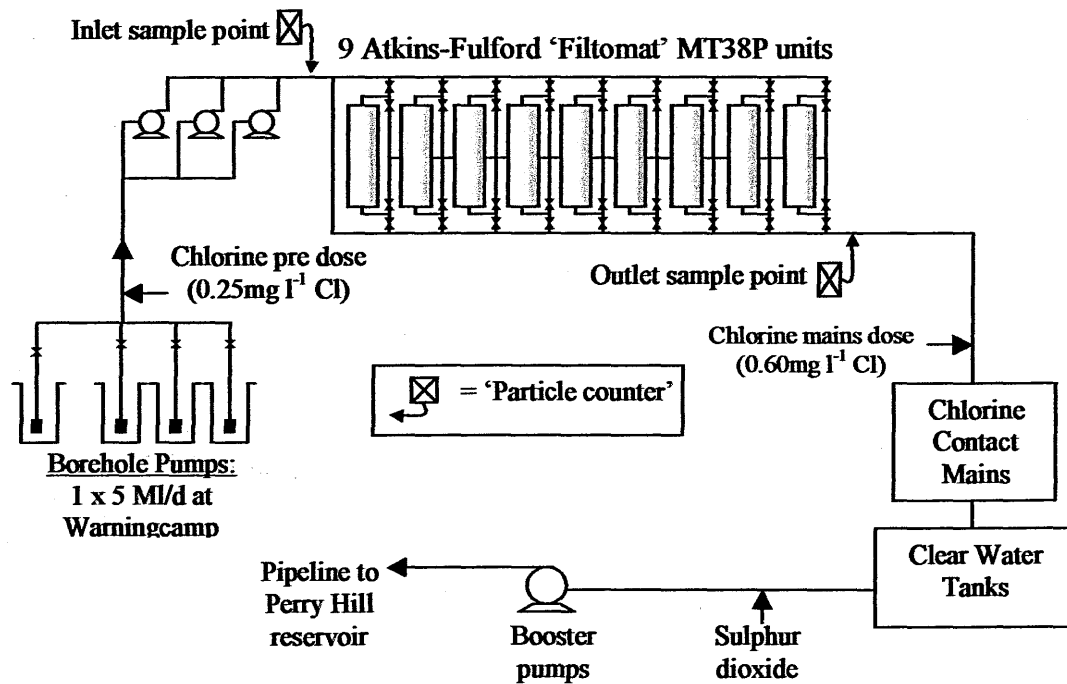 Inlet sample point
9 Atkins-Fulford ‘Filtomat’ MT38P units
Chlorine pre dose
(0.25mg l⁻¹ Cl)
Outlet sample point
Chlorine mains dose
(0.60mg l⁻¹ Cl)
= ‘Particle counter’
Chlorine
Contact
Mains
Borehole Pumps:
1 x 5 Ml/d at
Warningcamp
Clear Water
Tanks
Pipeline to
Perry Hill
reservoir
Booster
pumps
Sulphur
dioxide